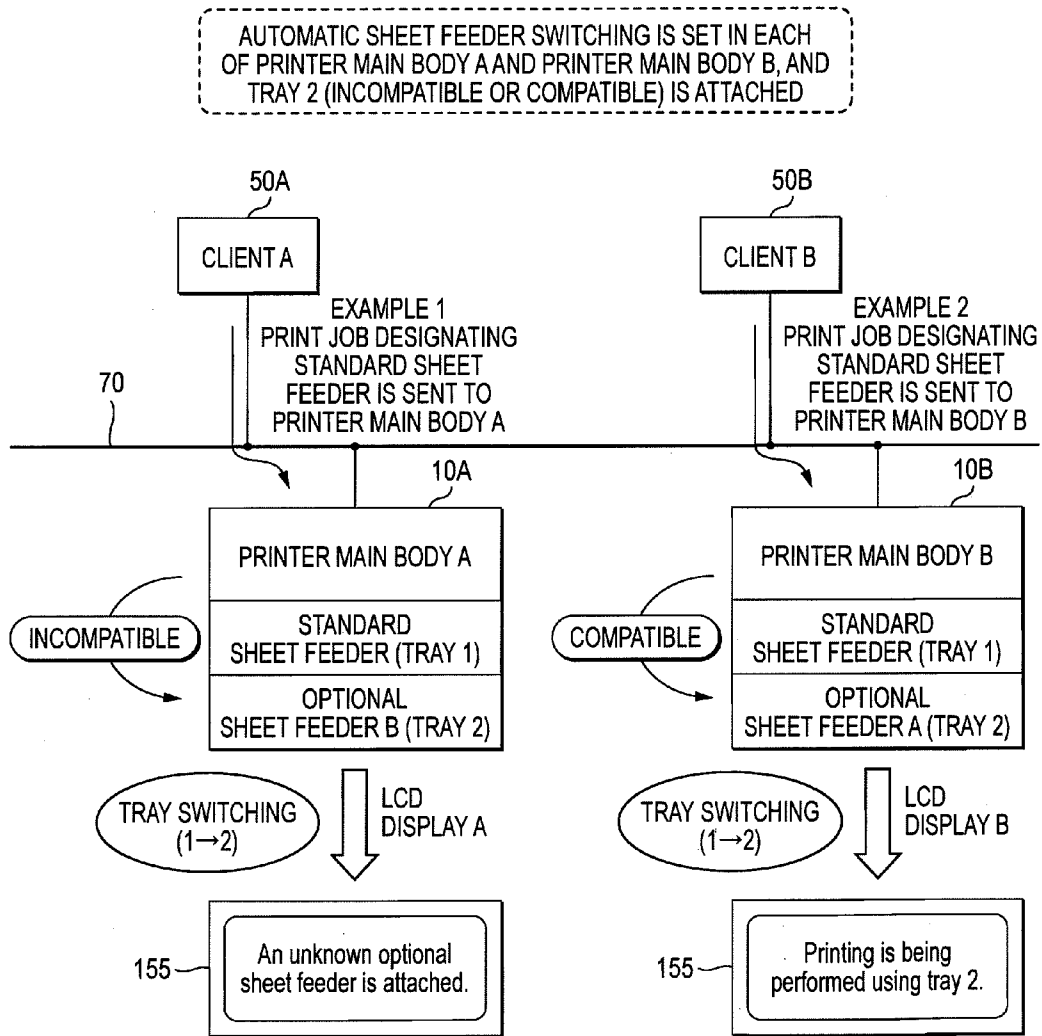 AUTOMATIC SHEET FEEDER SWITCHING IS SET IN EACH
OF PRINTER MAIN BODY A AND PRINTER MAIN BODY B, AND
TRAY 2 (INCOMPATIBLE OR COMPATIBLE) IS ATTACHED
50A
CLIENT A
EXAMPLE 1
PRINT JOB DESIGNATING
STANDARD SHEET
FEEDER IS SENT TO
PRINTER MAIN BODY A
50B
CLIENT B
EXAMPLE 2
PRINT JOB DESIGNATING
STANDARD SHEET
FEEDER IS SENT TO
PRINTER MAIN BODY B
70
10A
PRINTER MAIN BODY A
INCOMPATIBLE
STANDARD
SHEET FEEDER (TRAY 1)
OPTIONAL
SHEET FEEDER B (TRAY 2)
TRAY SWITCHING
(1→2)
LCD
DISPLAY A
155
An unknown optional
sheet feeder is attached.
10B
PRINTER MAIN BODY B
COMPATIBLE
STANDARD
SHEET FEEDER (TRAY 1)
OPTIONAL
SHEET FEEDER A (TRAY 2)
TRAY SWITCHING
(1→2)
LCD
DISPLAY B
155
Printing is being
performed using tray 2.